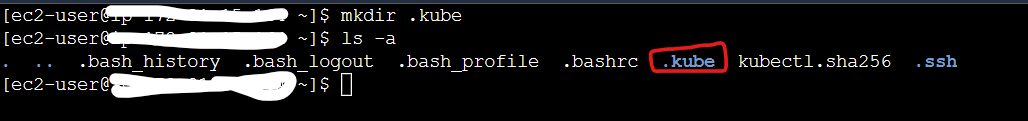 [ec2-user@ ~]$ mkdir .kube
[ec2-user@ ~]$ ls -a
. .. .bash_history .bash_logout .bash_profile .bashrc .kube kubectl.sha256 .ssh
[ec2-user@ ~]$